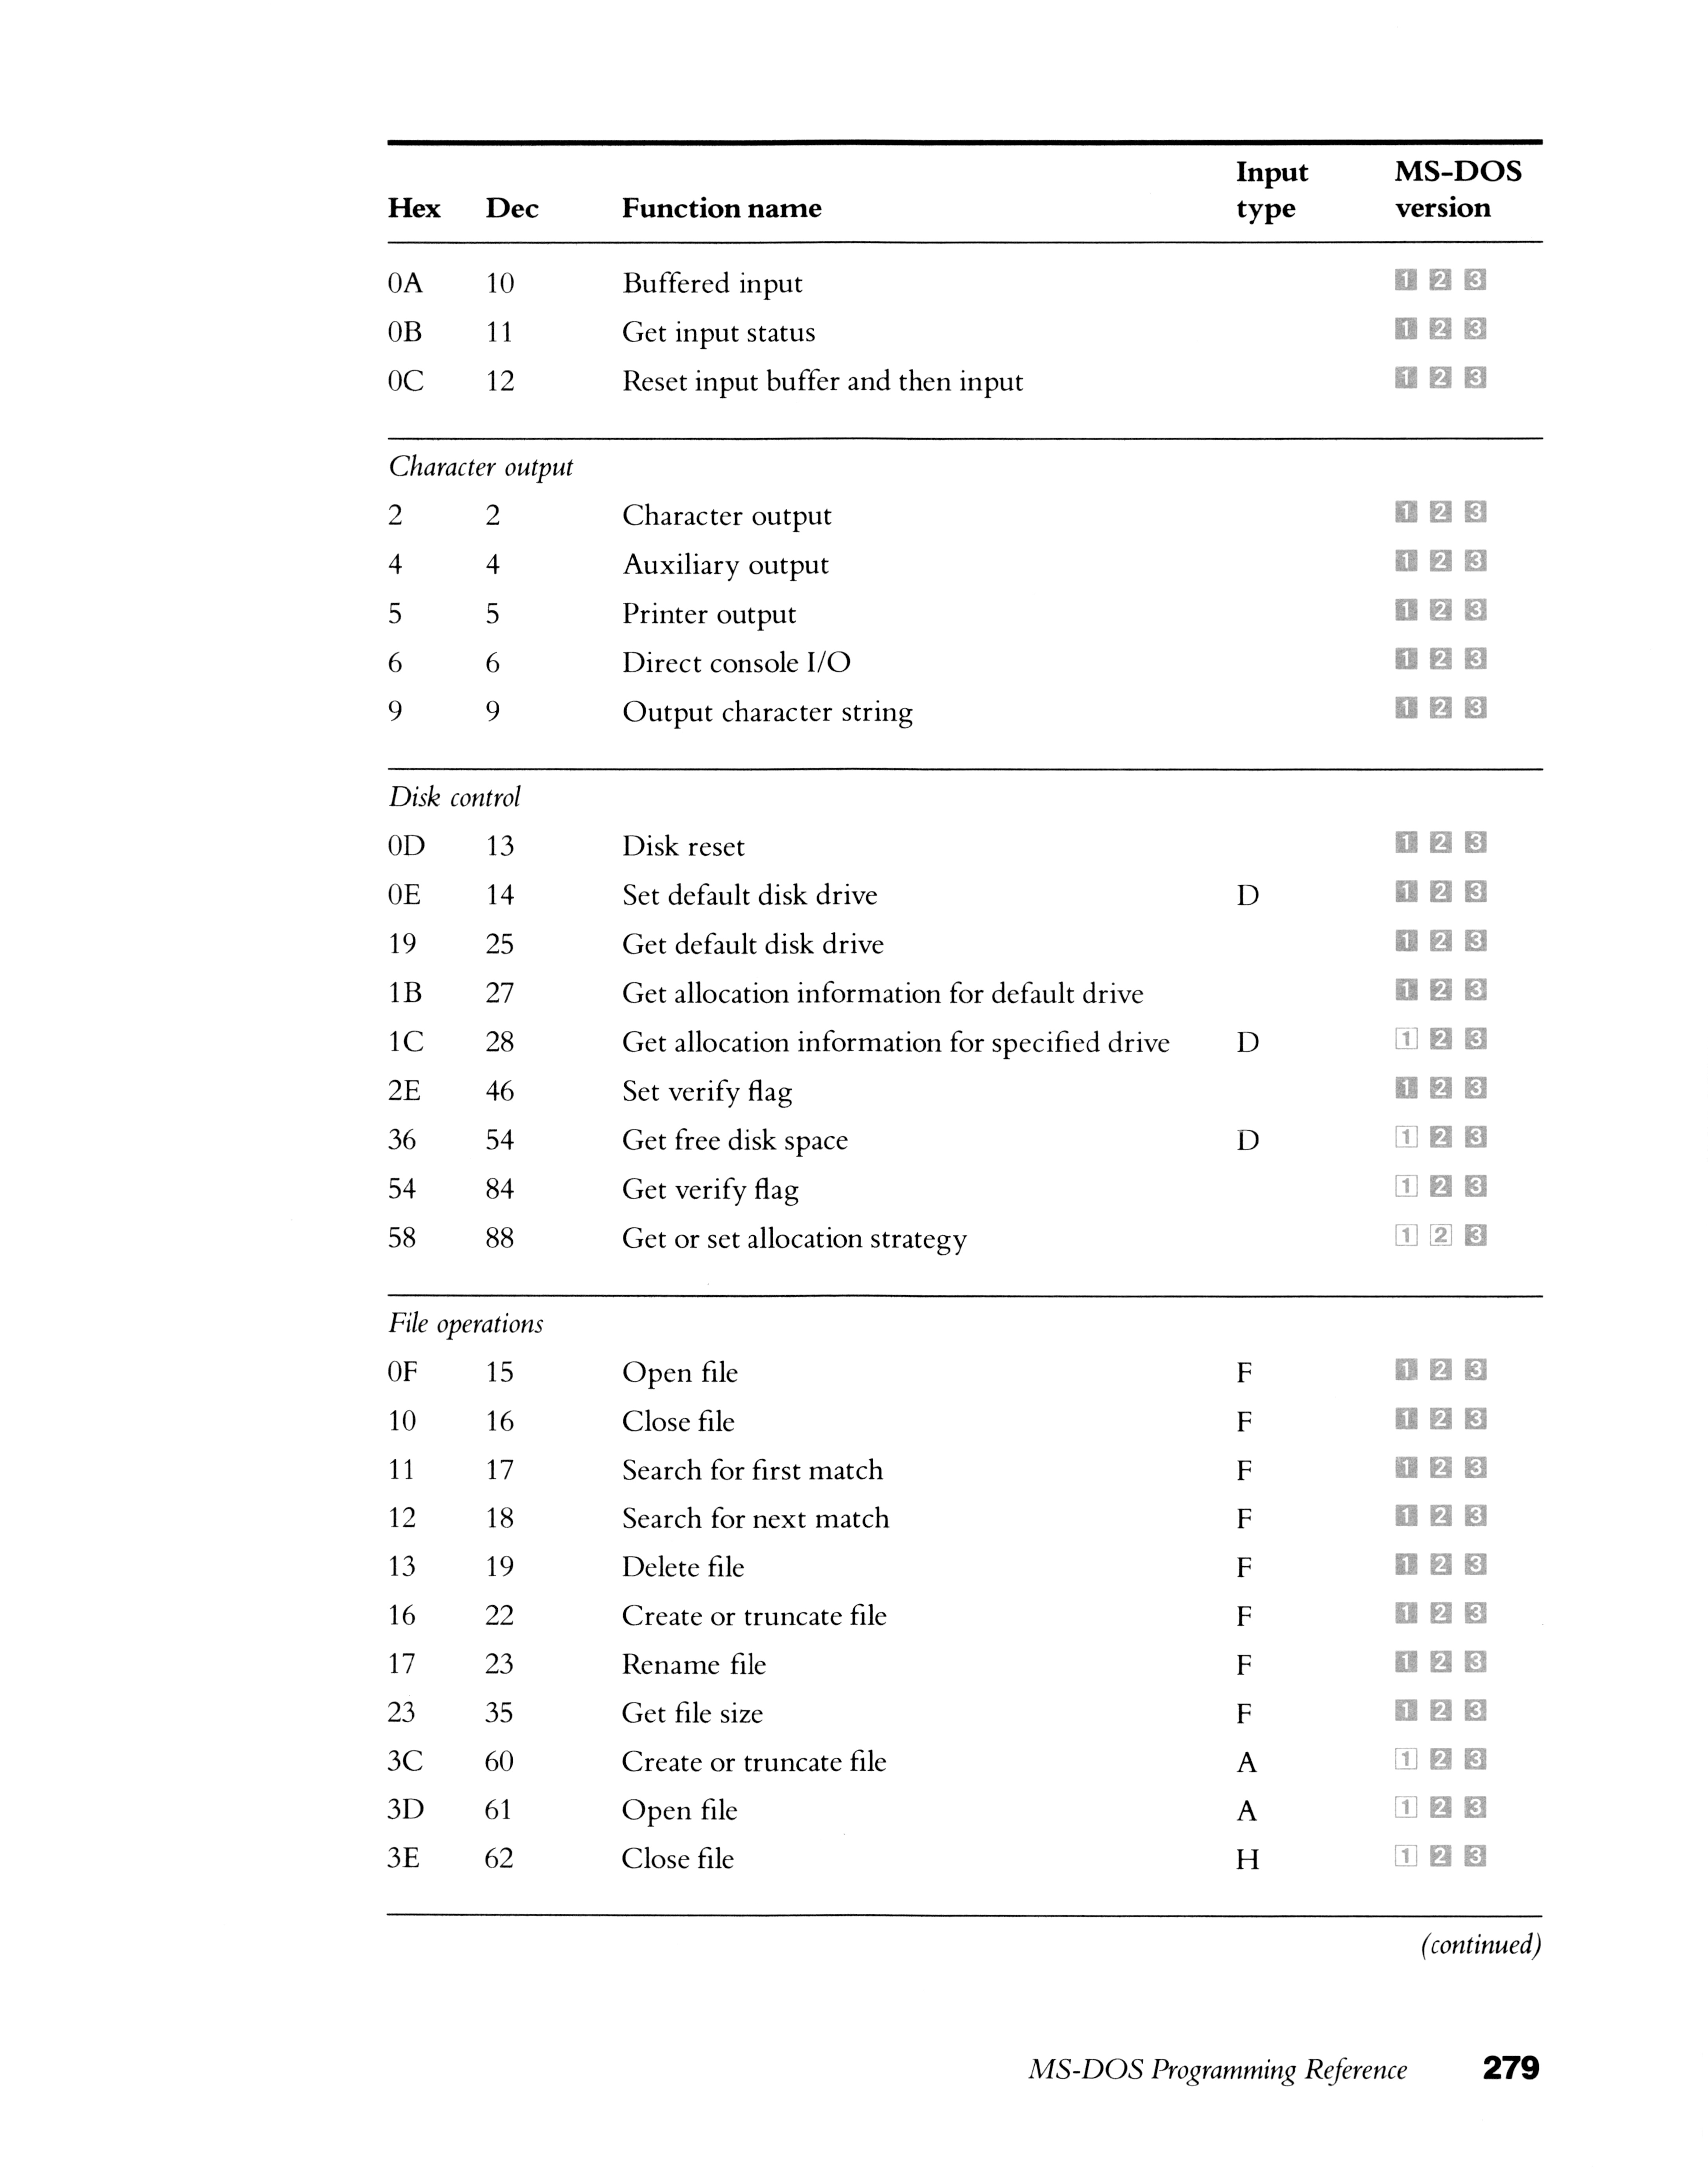 Input MS-DOS
Hex Dec Function name type version
0A 10 Buffered input 1 2 3
0B 11 Get input status 1 2 3
0C 12 Reset input buffer and then input 1 2 3
Character output
2 2 Character output 1 2 3
4 4 Auxiliary output 1 2 3
5 5 Printer output 1 2 3
6 6 Direct console I/O 1 2 3
9 9 Output character string 1 2 3
Disk control
0D 13 Disk reset 1 2 3
0E 14 Set default disk drive D 1 2 3
19 25 Get default disk drive 1 2 3
1B 27 Get allocation information for default drive 1 2 3
1C 28 Get allocation information for specified drive D 1 2 3
2E 46 Set verify flag 1 2 3
36 54 Get free disk space D 1 2 3
54 84 Get verify flag 1 2 3
58 88 Get or set allocation strategy 1 2 3
File operations
0F 15 Open file F 1 2 3
10 16 Close file F 1 2 3
11 17 Search for first match F 1 2 3
12 18 Search for next match F 1 2 3
13 19 Delete file F 1 2 3
16 22 Create or truncate file F 1 2 3
17 23 Rename file F 1 2 3
23 35 Get file size F 1 2 3
3C 60 Create or truncate file A 1 2 3
3D 61 Open file A 1 2 3
3E 62 Close file H 1 2 3
(continued)
MS-DOS Programming Reference 279